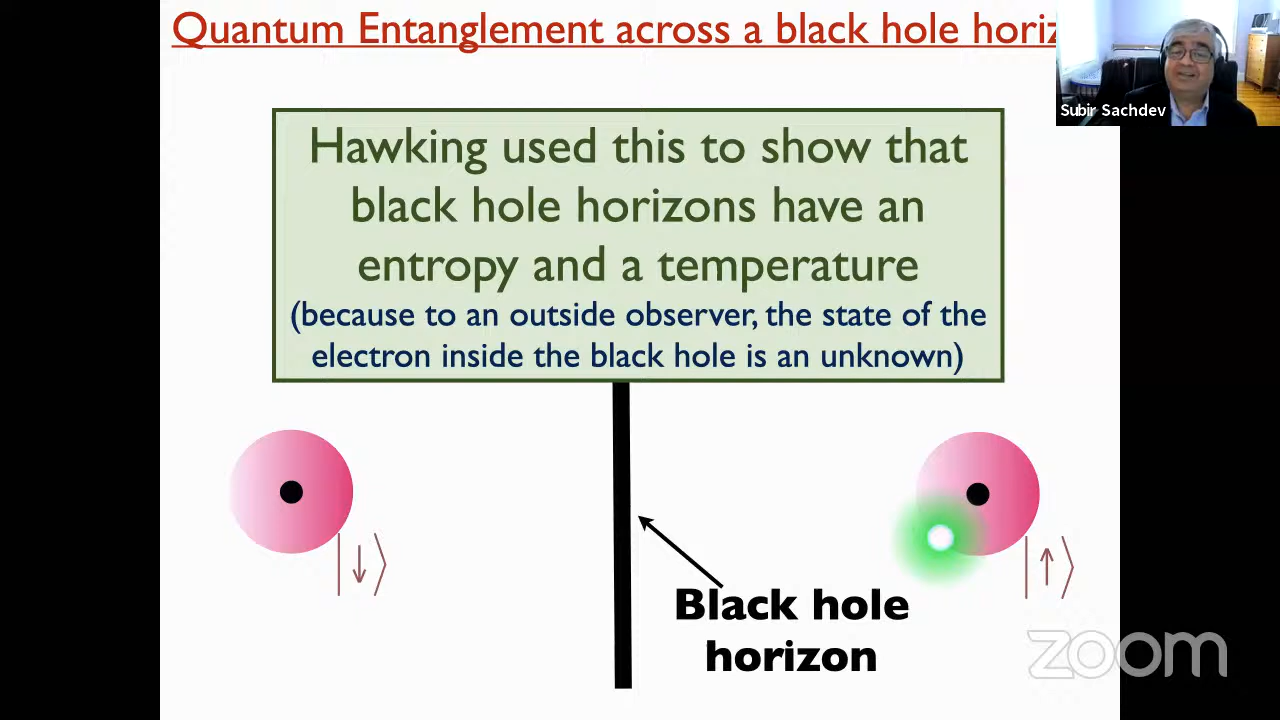 Quantum Entanglement across a black hole horiz
Subir Sachdev
Hawking used this to show that
black hole horizons have an
entropy and a temperature
(because to an outside observer, the state of the
electron inside the black hole is an unknown)
|↓⟩
|↑⟩
Black hole
horizon
zoom